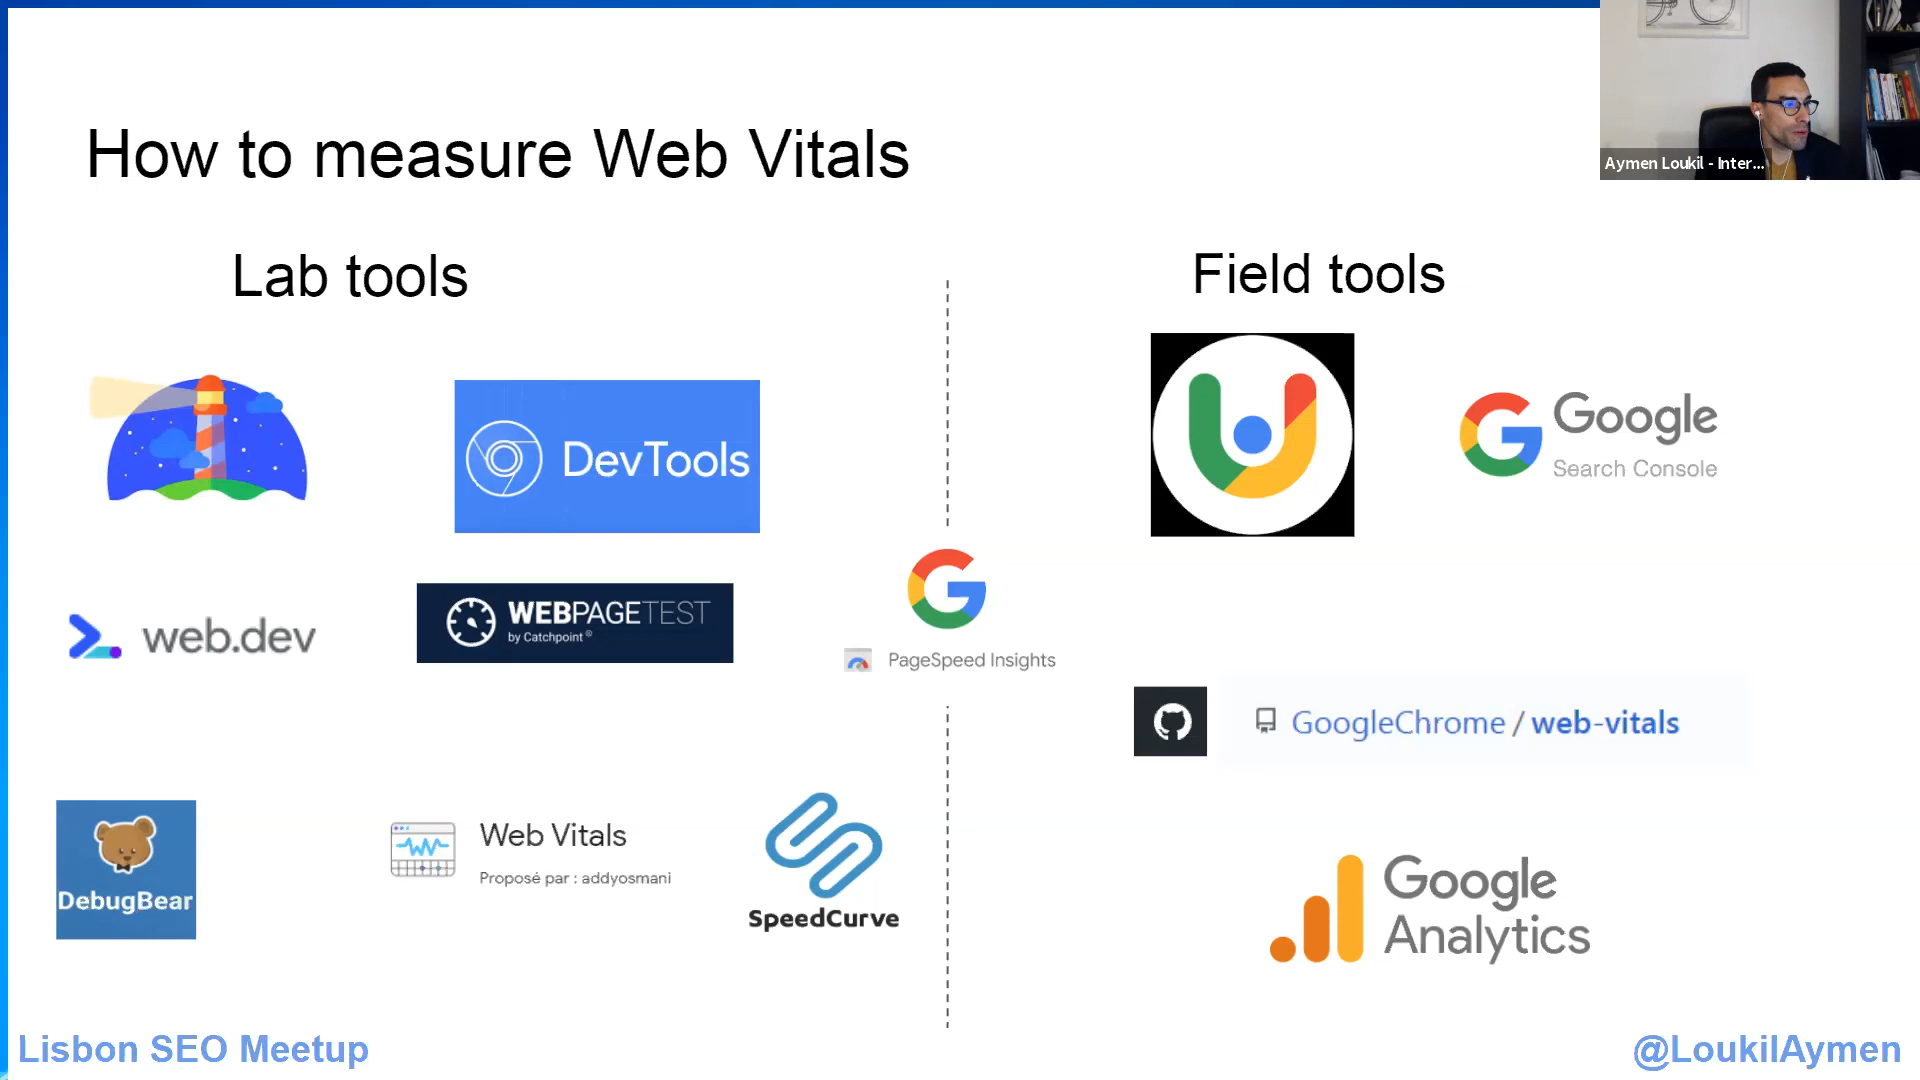 How to measure Web Vitals
Aymen Loukil - Inter...
Lab tools
Field tools
DevTools
Google
Search Console
web.dev
WEBPAGETEST
by Catchpoint ®
PageSpeed Insights
GoogleChrome / web-vitals
DebugBear
Web Vitals
Proposé par : addyosmani
SpeedCurve
Google
Analytics
Lisbon SEO Meetup
@LoukilAymen